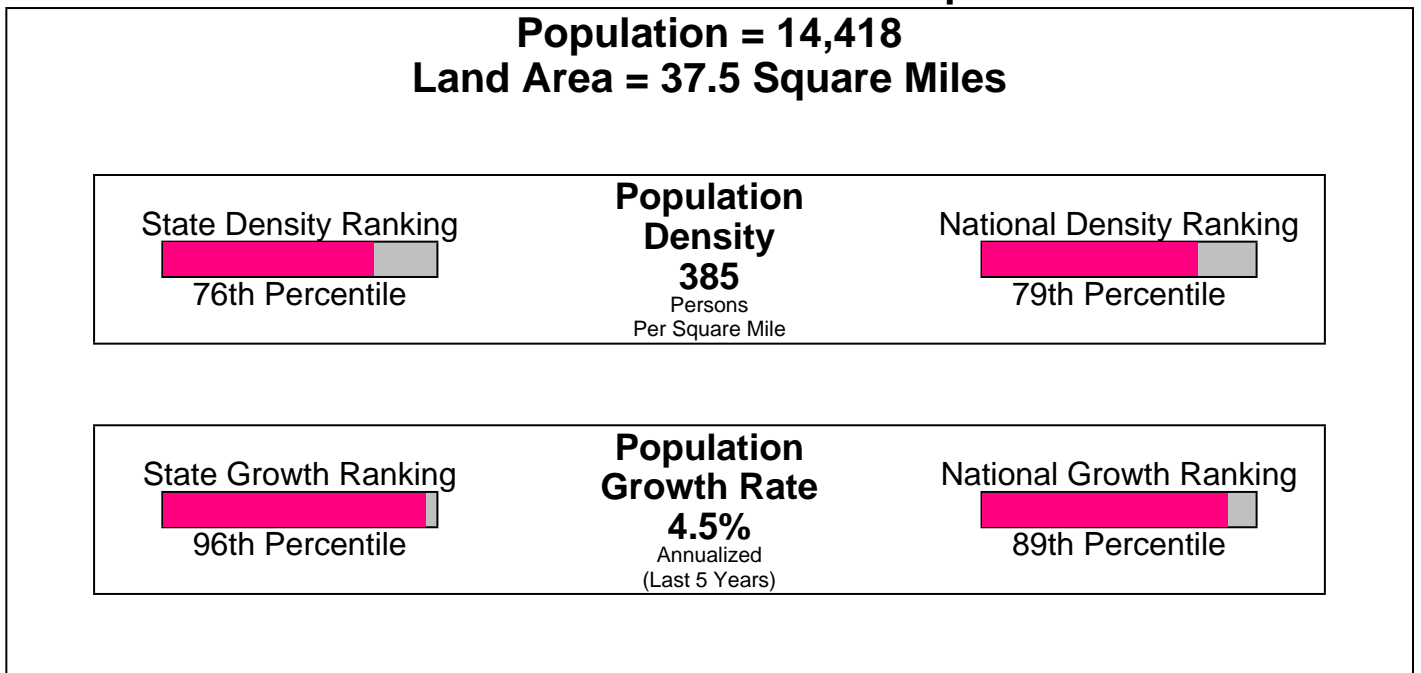 Population = 14,418
Land Area = 37.5 Square Miles
State Density Ranking
76th Percentile
Population
Density
385
Persons
Per Square Mile
National Density Ranking
79th Percentile
State Growth Ranking
96th Percentile
Population
Growth Rate
4.5%
Annualized
(Last 5 Years)
National Growth Ranking
89th Percentile